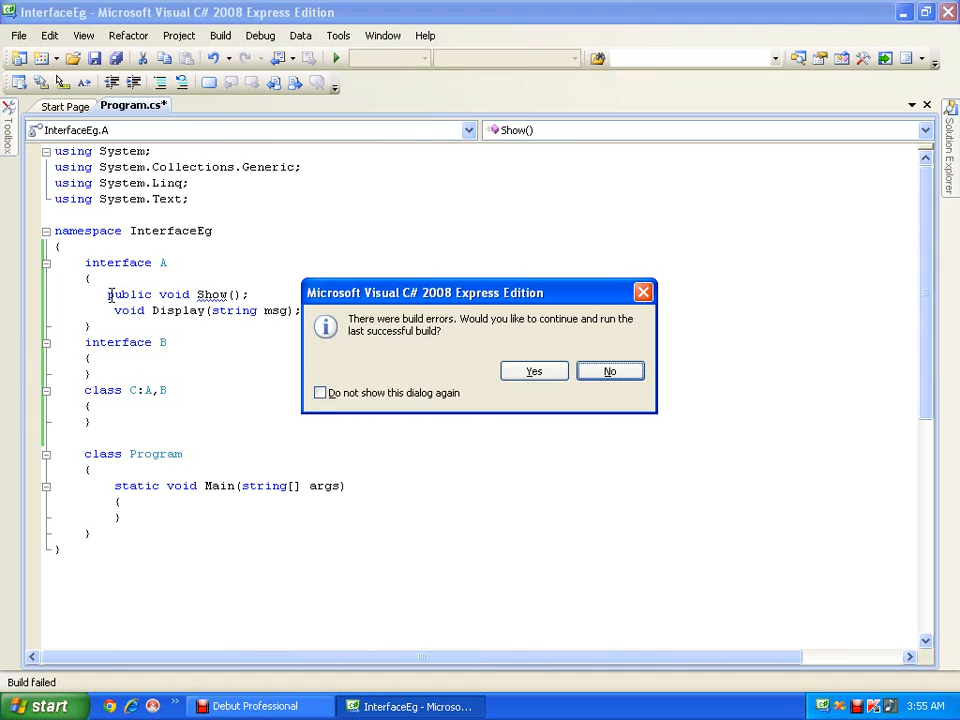 InterfaceEg - Microsoft Visual C# 2008 Express Edition
File Edit View Refactor Project Build Debug Data Tools Window Help
Start Page Program.cs*
InterfaceEg.A Show()
Toolbox
Solution Explorer
using System;
using System.Collections.Generic;
using System.Linq;
using System.Text;
namespace InterfaceEg
{
interface A
{
public void Show();
void Display(string msg);
}
interface B
{
}
class C:A,B
{
}
class Program
{
static void Main(string[] args)
{
}
}
}
Microsoft Visual C# 2008 Express Edition
There were build errors. Would you like to continue and run the
last successful build?
Yes No
Do not show this dialog again
Build failed
start Debut Professional InterfaceEg - Microso... 3:55 AM